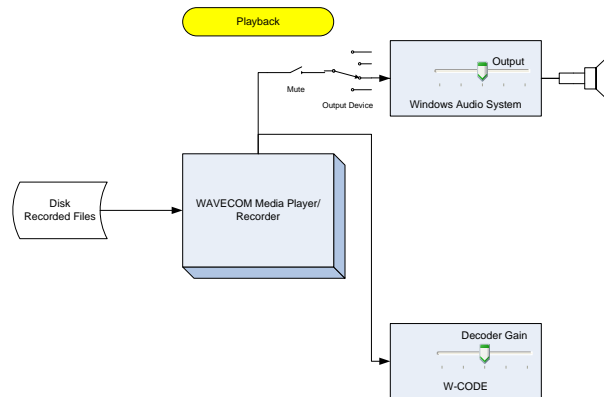 Playback
Output
Mute
Output Device
Windows Audio System
Disk
Recorded Files
WAVECOM Media Player/
Recorder
Decoder Gain
W-CODE